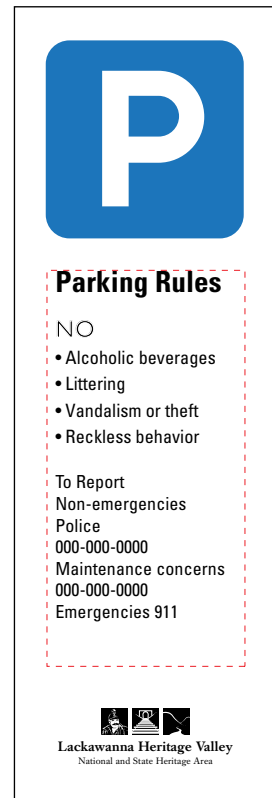 P
Parking Rules
NO
• Alcoholic beverages
• Littering
• Vandalism or theft
• Reckless behavior
To Report
Non-emergencies
Police
000-000-0000
Maintenance concerns
000-000-0000
Emergencies 911
Lackawanna Heritage Valley
National and State Heritage Area